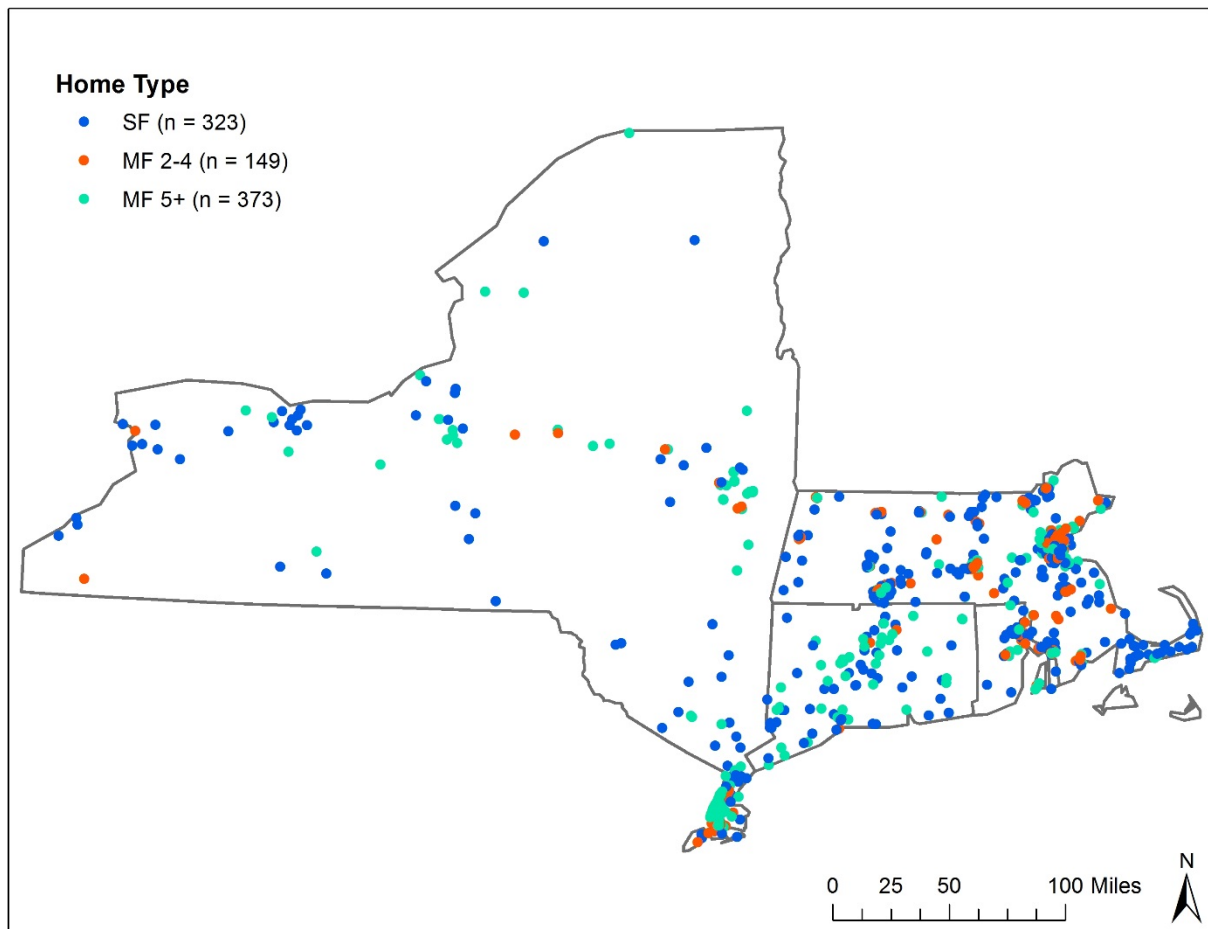 Home Type
SF (n = 323)
MF 2-4 (n = 149)
MF 5+ (n = 373)
0 25 50 100 Miles
N